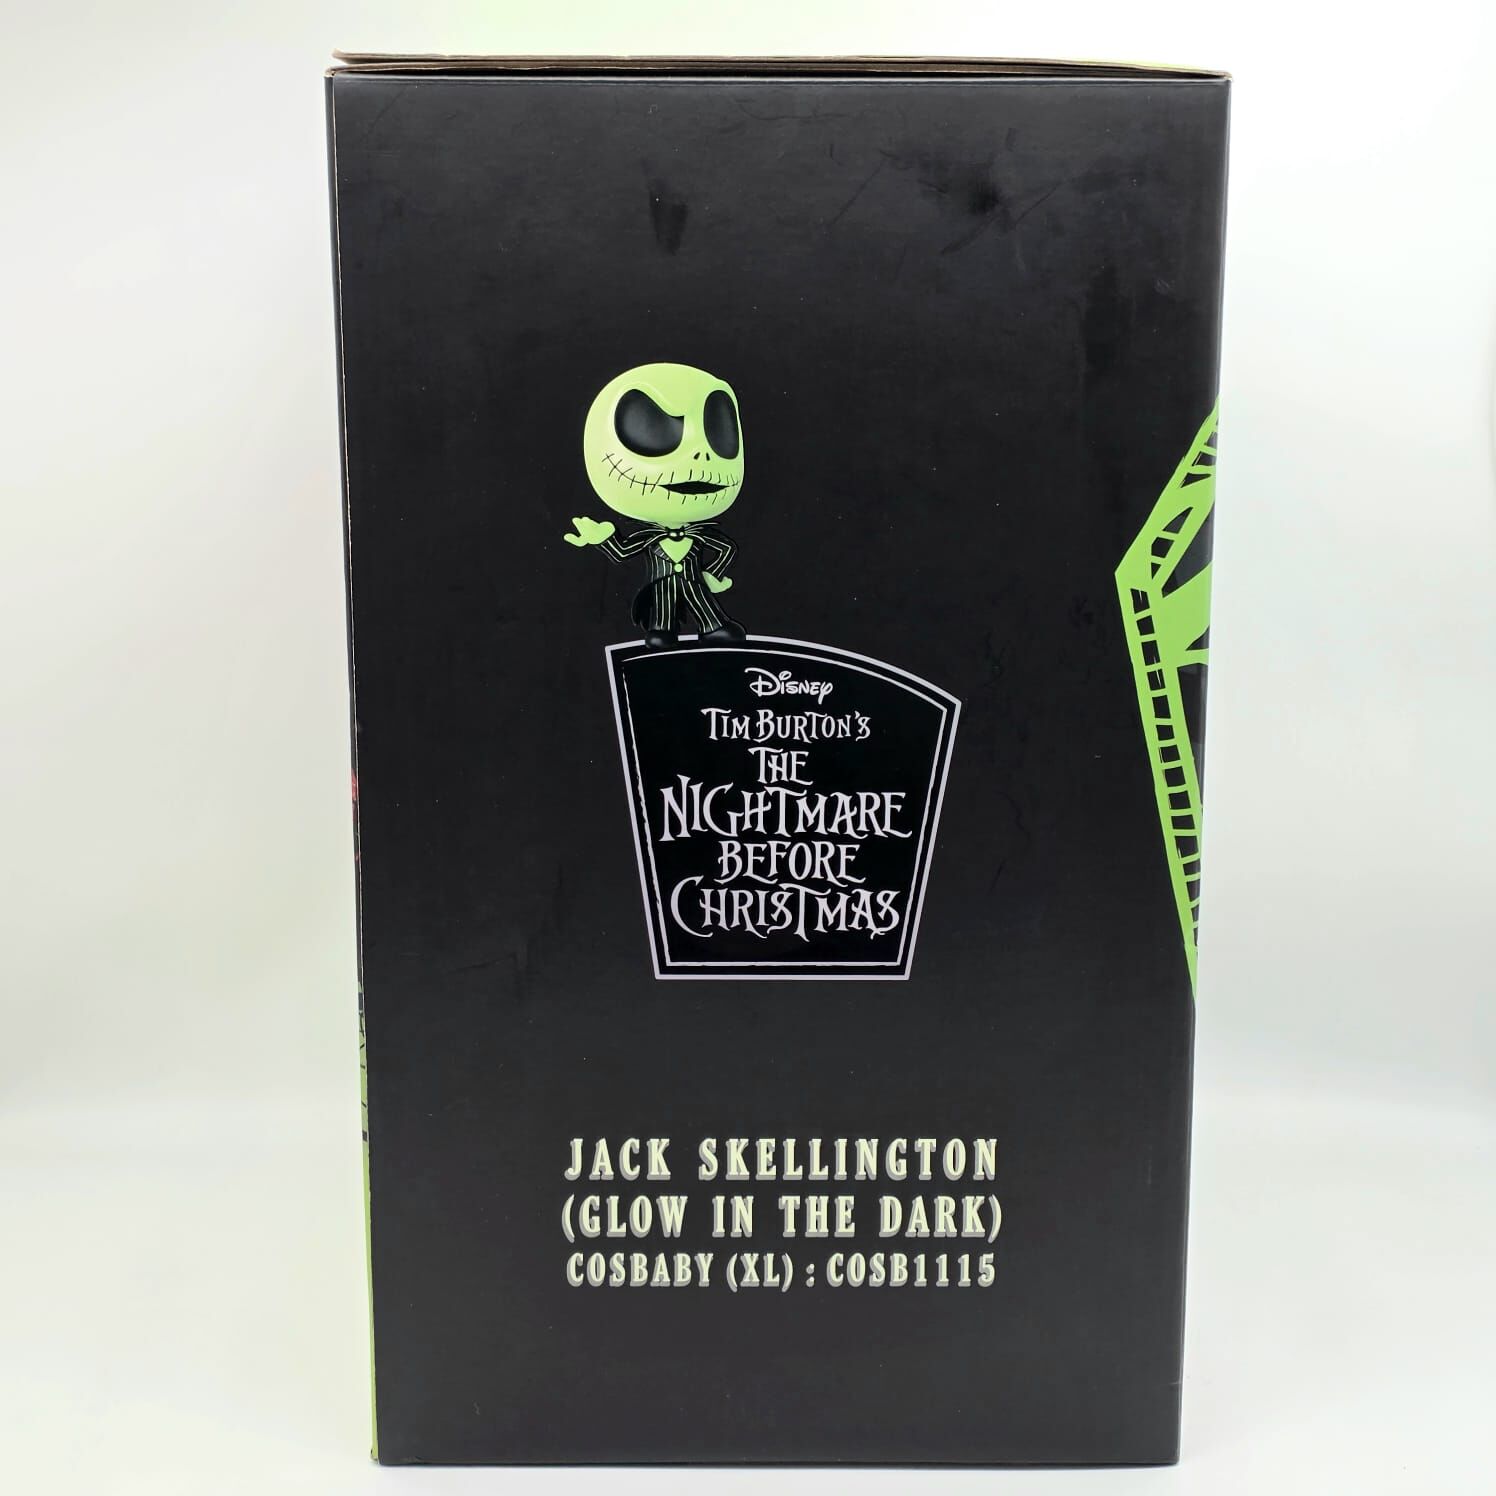 Disney
TIM BURTON'S
THE
NIGHTMARE
BEFORE
CHRISTMAS
JACK SKELLINGTON
(GLOW IN THE DARK)
COSBABY (XL) : COSB1115